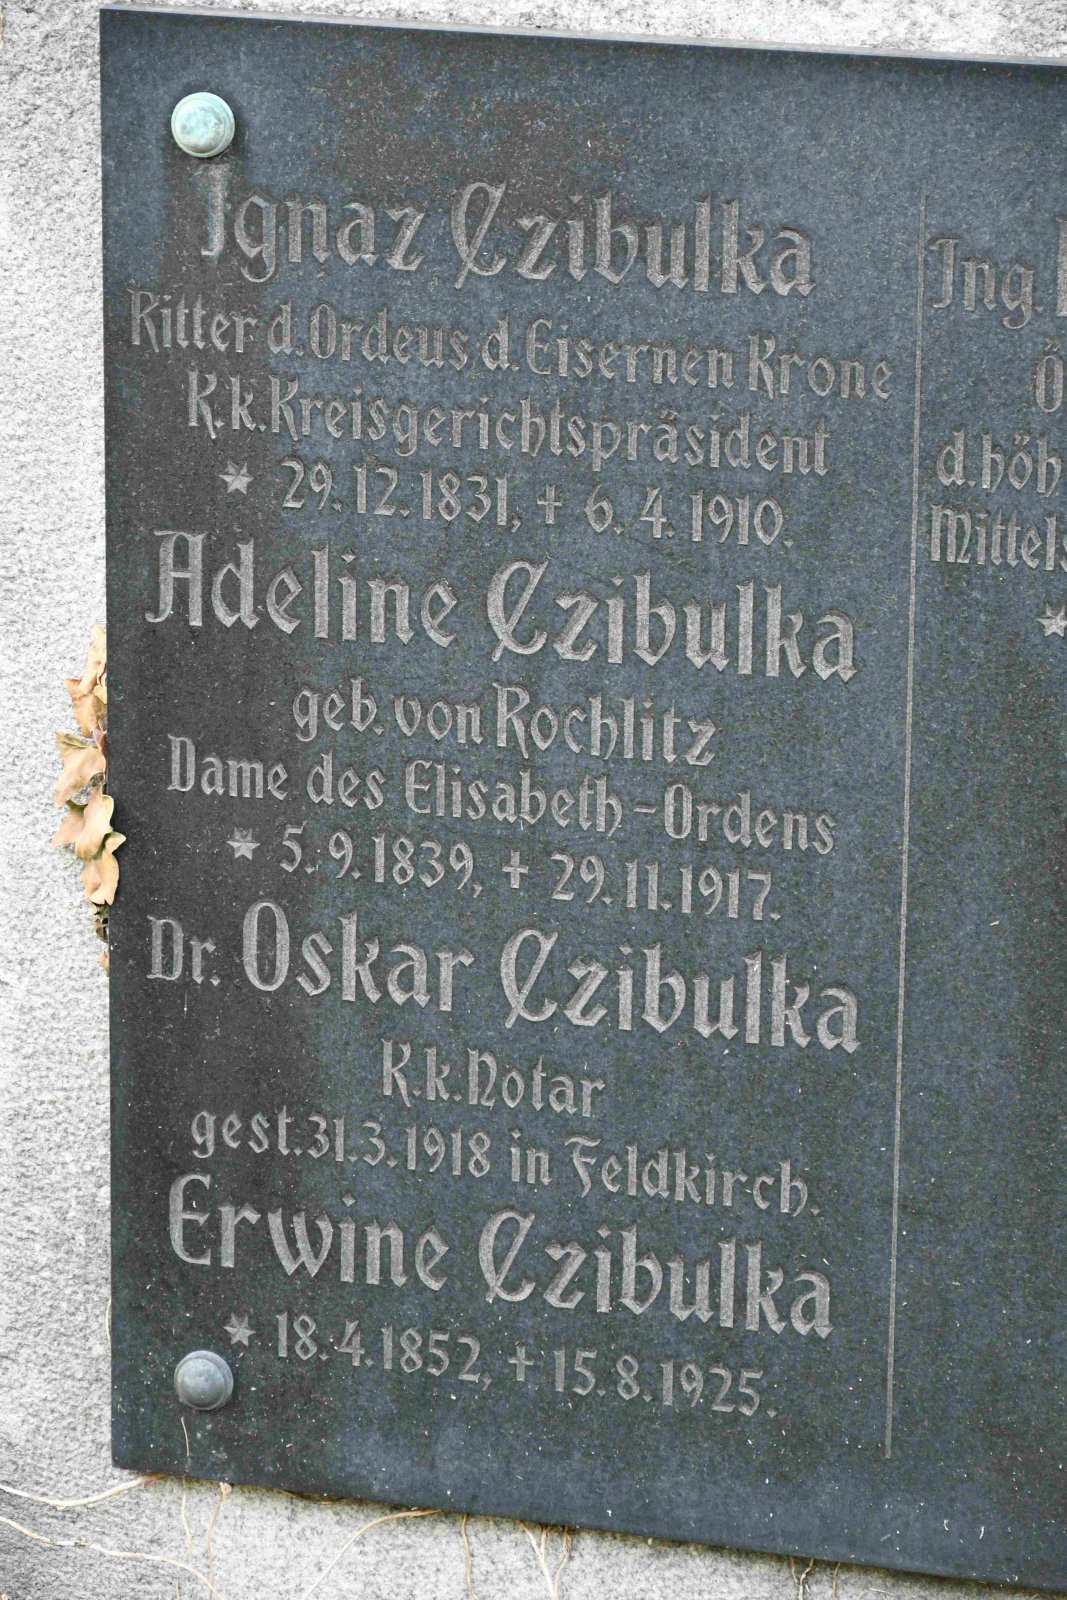 Ignaz Czibulka
Ritter d. Ordeus d. Eisernen Krone
K.k. Kreisgerichtspräsident
* 29. 12. 1831, + 6. 4. 1910.
Adeline Czibulka
geb. von Rochlitz
Dame des Elisabeth-Ordens
* 5. 9. 1839, + 29. 11. 1917.
Dr. Oskar Czibulka
K.k. Notar
gest. 31. 3. 1918 in Feldkirch.
Erwine Czibulka
* 18. 4. 1852, + 15. 8. 1925.
Ing.
d. höh
Mittels
*